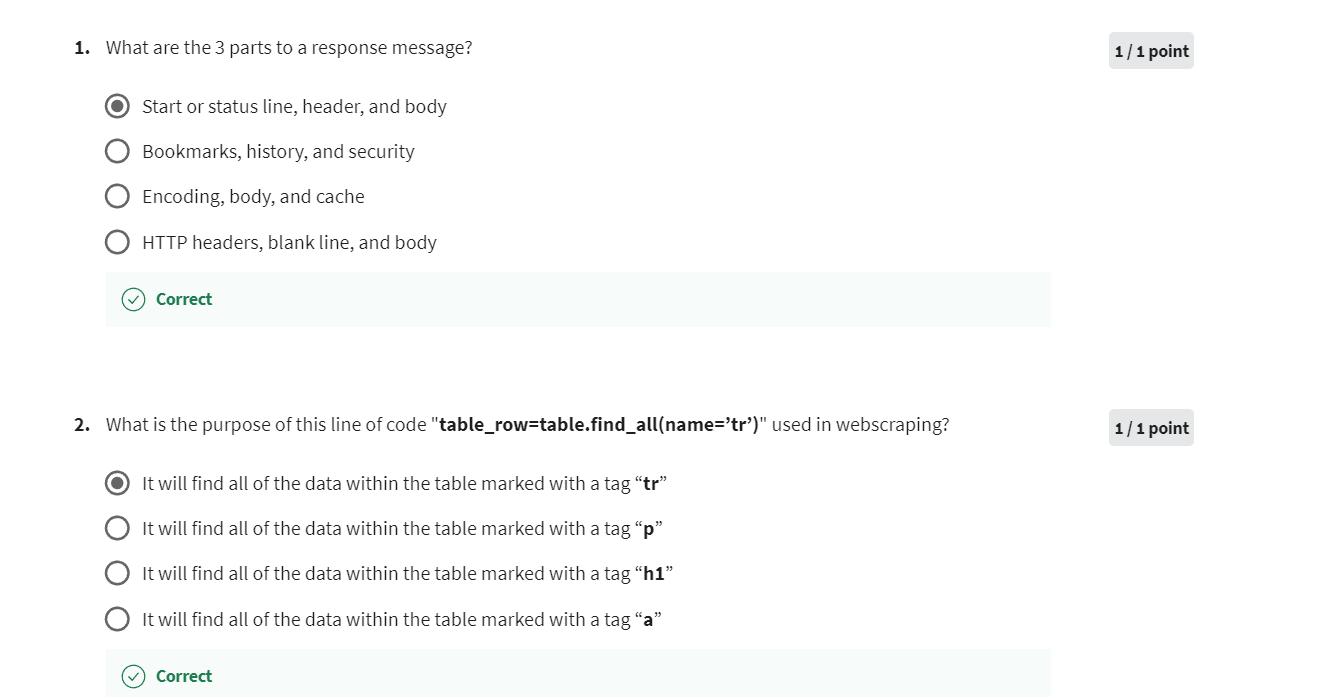 1. What are the 3 parts to a response message?
1 / 1 point
Start or status line, header, and body
Bookmarks, history, and security
Encoding, body, and cache
HTTP headers, blank line, and body
Correct
2. What is the purpose of this line of code "table_row=table.find_all(name=’tr’)" used in webscraping?
1 / 1 point
It will find all of the data within the table marked with a tag “tr”
It will find all of the data within the table marked with a tag “p”
It will find all of the data within the table marked with a tag “h1”
It will find all of the data within the table marked with a tag “a”
Correct